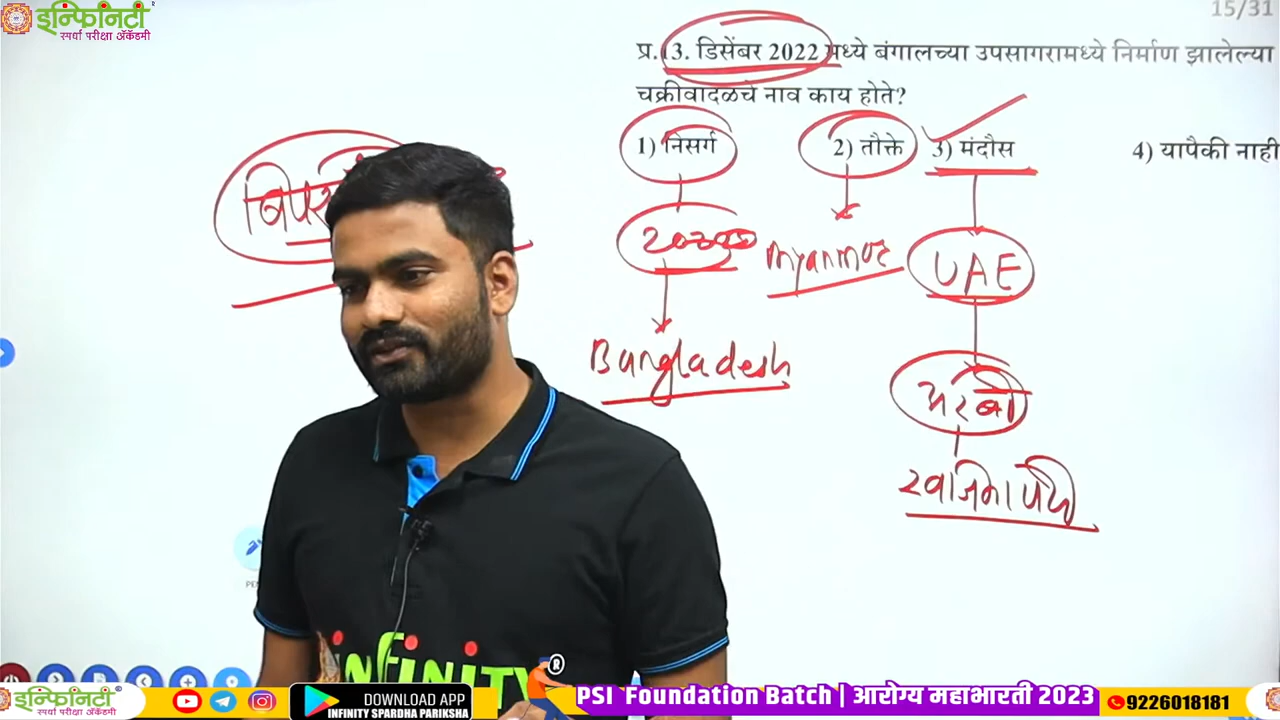 इन्फिनिटी
स्पर्धा परीक्षा अ‍ॅकॅडमी
15/31
प्र.13. डिसेंबर 2022 मध्ये बंगालच्या उपसागरामध्ये निर्माण झालेल्या
चक्रीवादळचे नाव काय होते?
1) निसर्ग 2) तौक्ते 3) मंदौस 4) यापैकी नाही
Myanmar
UAE
Bangladesh
अरबी
INFINITY
इन्फिनिटी
स्पर्धा परीक्षा अ‍ॅकॅडमी
DOWNLOAD APP
INFINITY SPARDHA PARIKSHA
PSI Foundation Batch | आरोग्य महाभारती 2023
9226018181